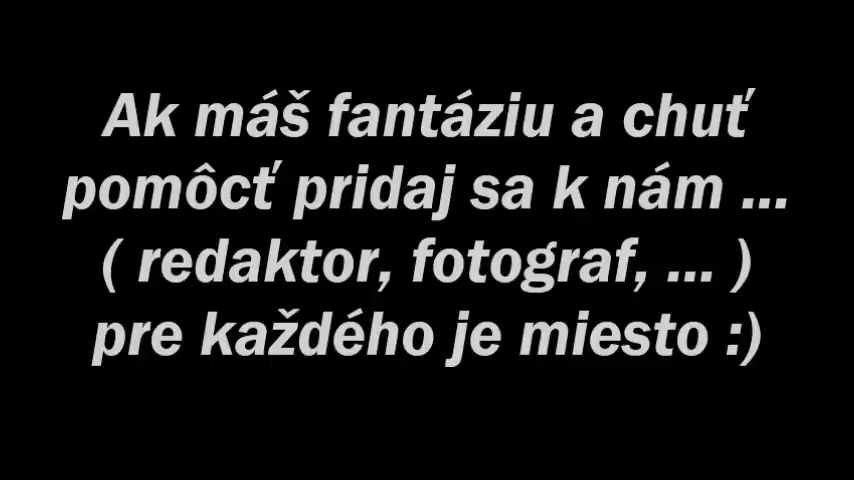 Ak máš fantáziu a chuť
pomôcť pridaj sa k nám ...
( redaktor, fotograf, ... )
pre každého je miesto :)